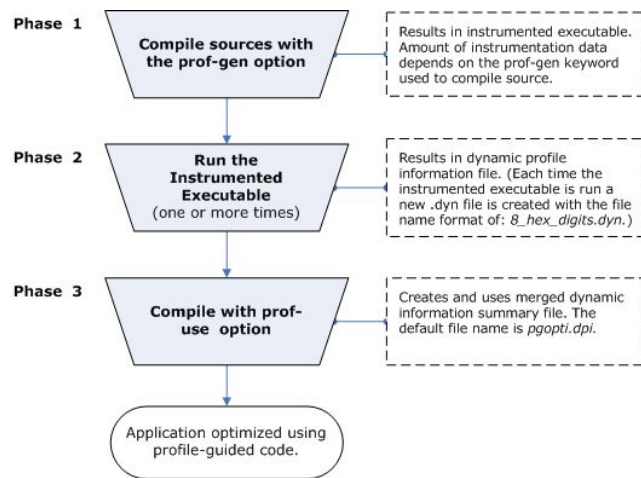 Phase 1
Compile sources with
the prof-gen option
Results in instrumented executable.
Amount of instrumentation data
depends on the prof-gen keyword
used to compile source.
Phase 2
Run the
Instrumented
Executable
(one or more times)
Results in dynamic profile
information file. (Each time the
instrumented executable is run a
new .dyn file is created with the file
name format of: 8_hex_digits.dyn.)
Phase 3
Compile with prof-
use option
Creates and uses merged dynamic
information summary file. The
default file name is pgopti.dpi.
Application optimized using
profile-guided code.